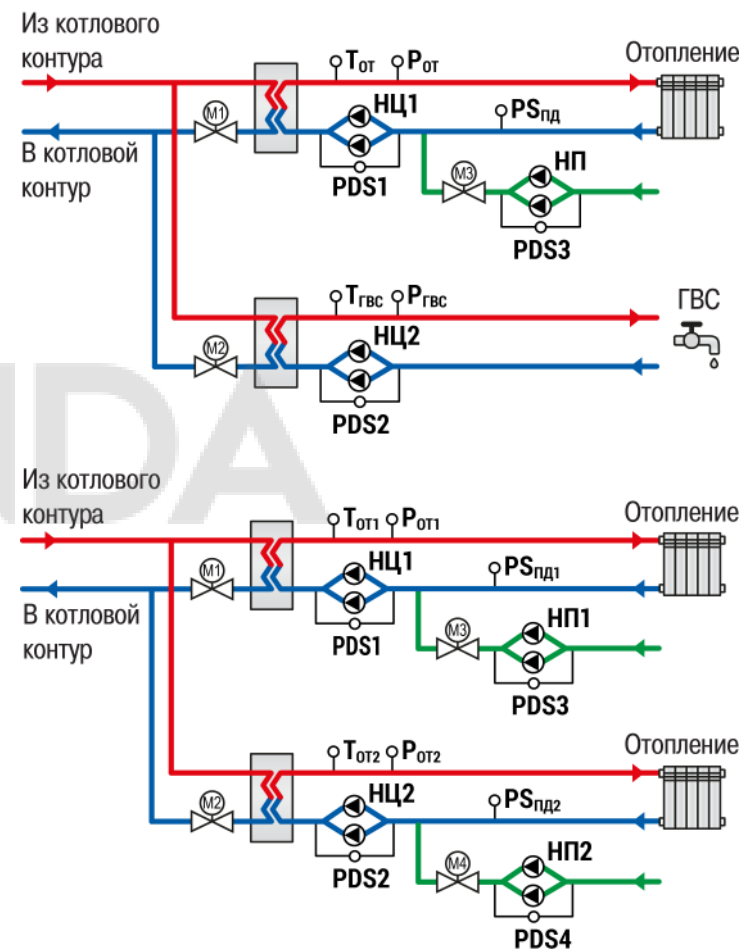 Из котлового
контура
Tот Pот
Отопление
M1
НЦ1
PSпд
В котловой
контур
PDS1
M3
НП
PDS3
Tгвс Pгвс
ГВС
M2
НЦ2
PDS2
NDA
Из котлового
контура
Tот1 Pот1
Отопление
M1
НЦ1
PSпд1
В котловой
контур
PDS1
M3
НП1
PDS3
Tот2 Pот2
Отопление
M2
НЦ2
PSпд2
PDS2
M4
НП2
PDS4